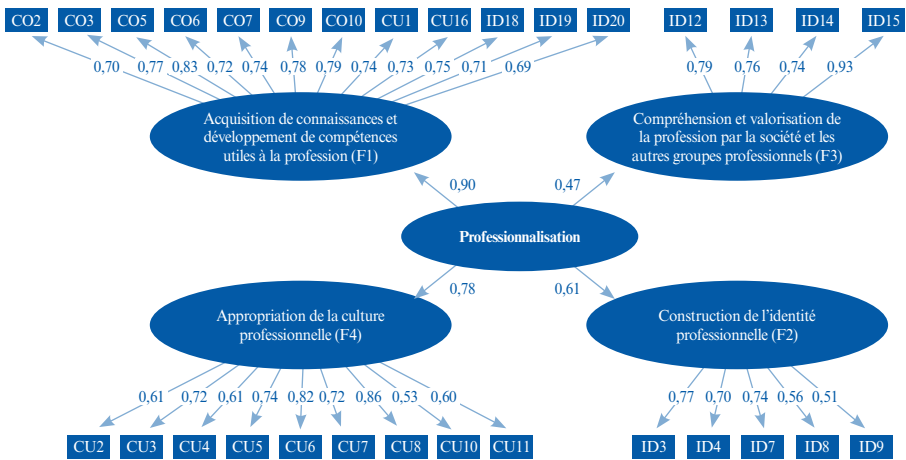 CO2 CO3 CO5 CO6 CO7 CO9 CO10 CU1 CU16 ID18 ID19 ID20 ID12 ID13 ID14 ID15
0,70 0,77 0,83 0,72 0,74 0,78 0,79 0,74 0,73 0,75 0,71 0,69 0,79 0,76 0,74 0,93
Acquisition de connaissances et
développement de compétences
utiles à la profession (F1)
Compréhension et valorisation de
la profession par la société et les
autres groupes professionnels (F3)
0,90 0,47
Professionnalisation
0,78 0,61
Appropriation de la culture
professionnelle (F4)
Construction de l’identité
professionnelle (F2)
0,61 0,72 0,61 0,74 0,82 0,72 0,86 0,53 0,60 0,77 0,70 0,74 0,56 0,51
CU2 CU3 CU4 CU5 CU6 CU7 CU8 CU10 CU11 ID3 ID4 ID7 ID8 ID9